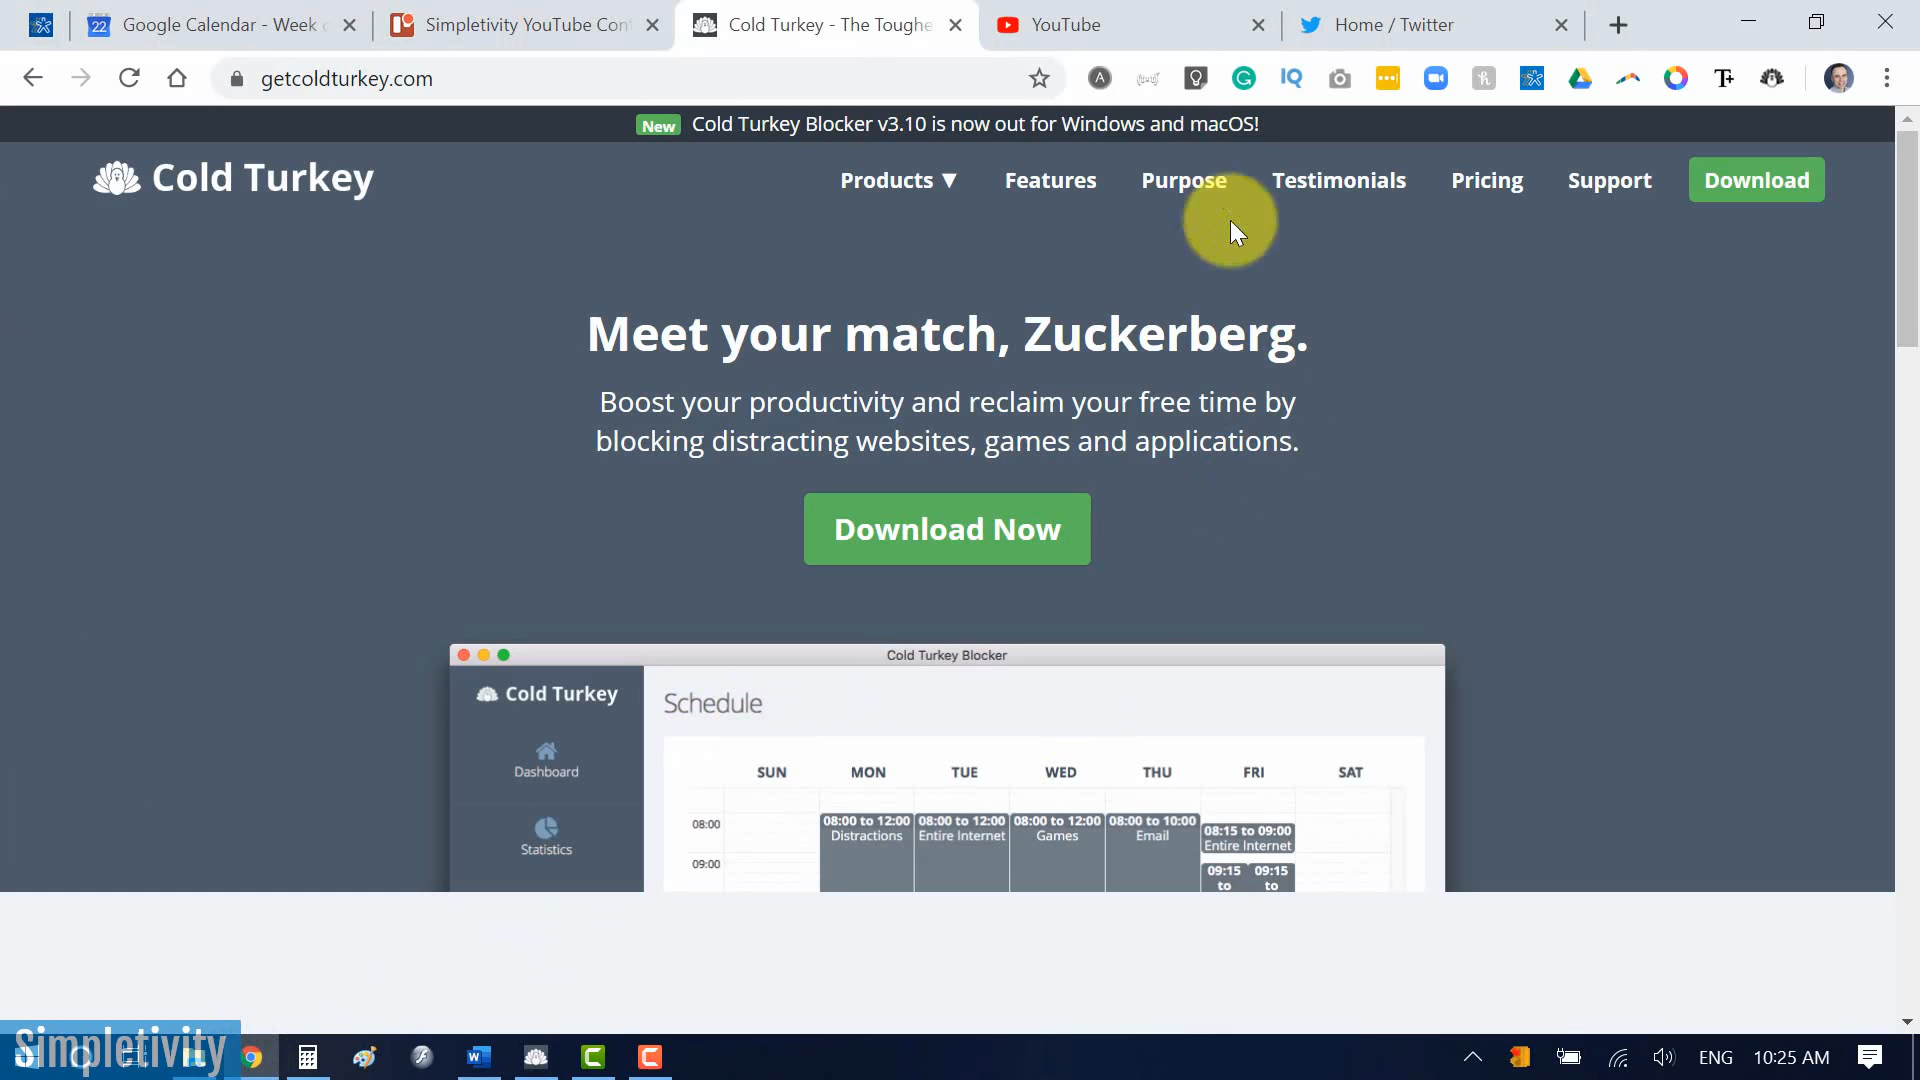 22 Google Calendar - Week
Simpletivity YouTube Con
Cold Turkey - The Toughe
YouTube
Home / Twitter
getcoldturkey.com
A
IQ
T
New Cold Turkey Blocker v3.10 is now out for Windows and macOS!
Cold Turkey
Products ▼
Features
Purpose
Testimonials
Pricing
Support
Download
Meet your match, Zuckerberg.
Boost your productivity and reclaim your free time by
blocking distracting websites, games and applications.
Download Now
Cold Turkey Blocker
Cold Turkey
Dashboard
Statistics
Schedule
SUN MON TUE WED THU FRI SAT
08:00
09:00
08:00 to 12:00
Distractions
08:00 to 12:00
Entire Internet
08:00 to 12:00
Games
08:00 to 10:00
Email
08:15 to 09:00
Entire Internet
09:15
to
09:15
to
Simpletivity
ENG
10:25 AM